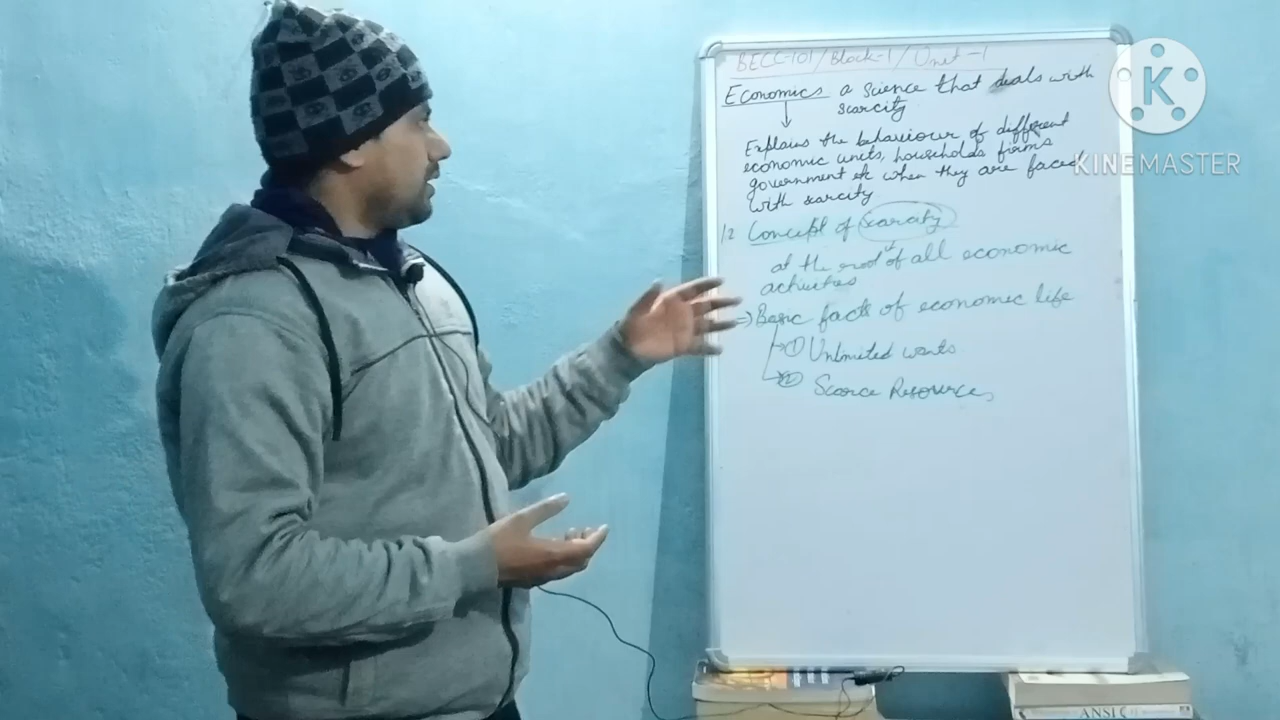 BECC-101/Block-1/Unit-1
Economics a science that deals with
scarcity
Explains the behaviour of different
economic units, households firms
government etc when they are faced
with scarcity
1.2 Concept of scarcity
at the root of all economic
activities
=) Basic facts of economic life
① Unlimited wants
② Scarce Resources
K
KINEMASTER
ANSI